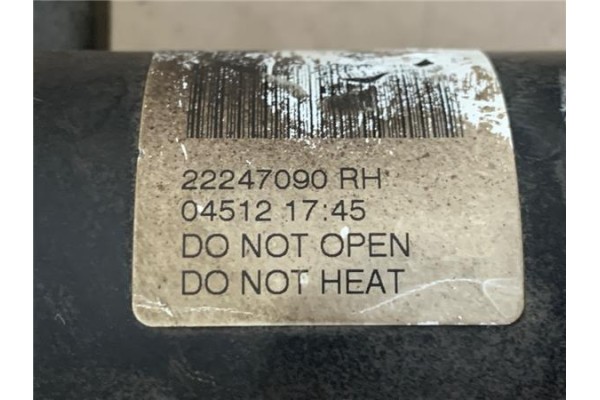 22247090 RH
04512 17:45
DO NOT OPEN
DO NOT HEAT